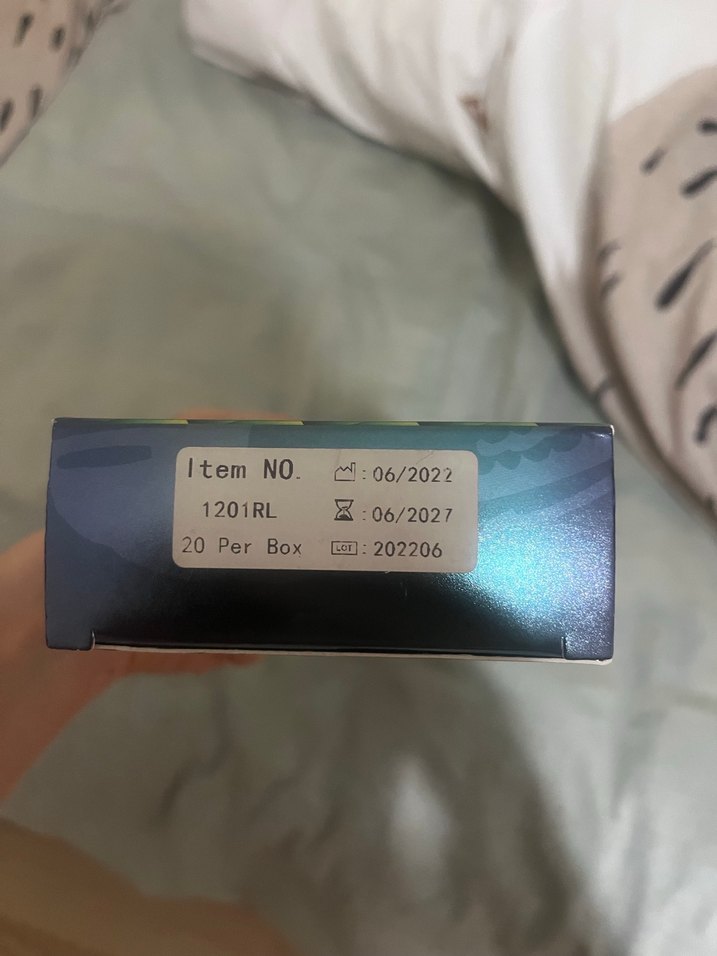 Item NO.
1201RL
20 Per Box
: 06/2022
: 06/2027
LOT : 202206